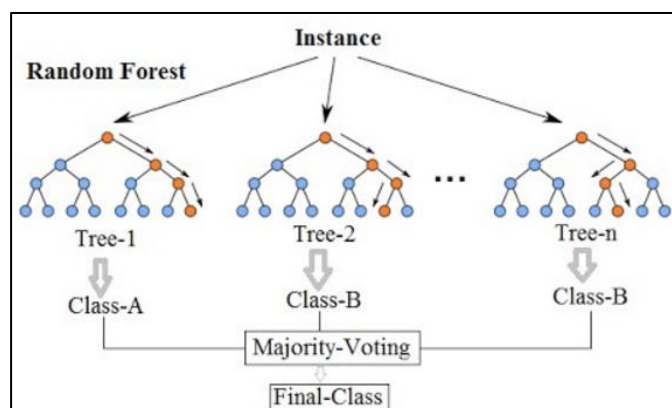 Instance
Random Forest
...
Tree-1
Tree-2
Tree-n
Class-A
Class-B
Class-B
Majority-Voting
Final-Class